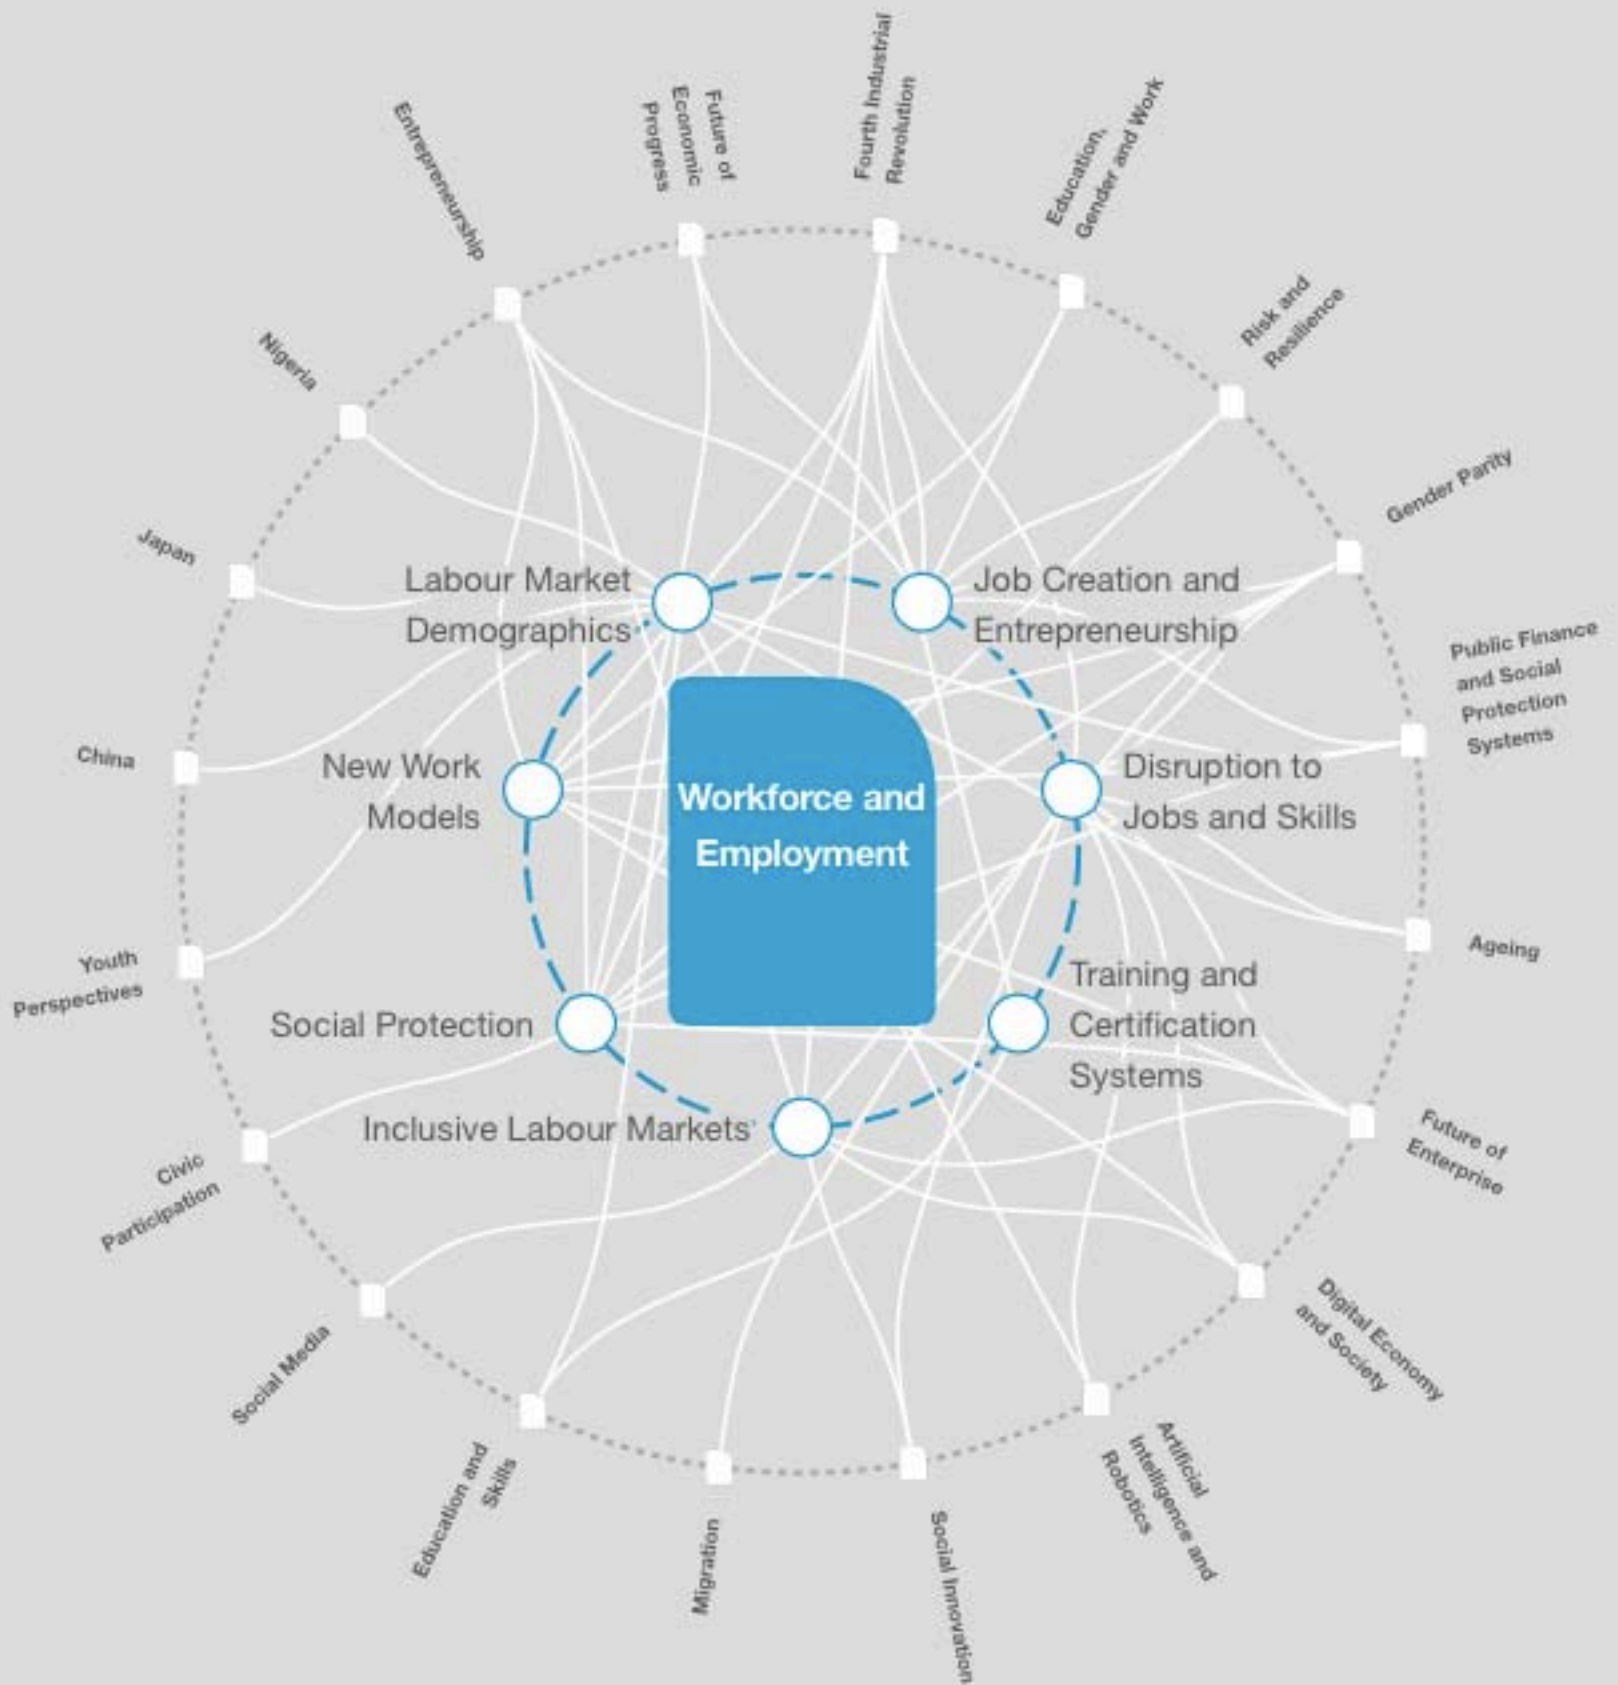 Fourth Industrial
Revolution
Education,
Gender and Work
Risk and
Resilience
Gender Parity
Public Finance
and Social
Protection
Systems
Ageing
Future of
Enterprise
Digital Economy
and Society
Artificial
Intelligence and
Robotics
Social Innovation
Migration
Education and
Skills
Social Media
Civic
Participation
Youth
Perspectives
China
Japan
Nigeria
Entrepreneurship
Future of
Economic
Progress
Labour Market
Demographics
Job Creation and
Entrepreneurship
New Work
Models
Workforce and
Employment
Disruption to
Jobs and Skills
Social Protection
Training and
Certification
Systems
Inclusive Labour Markets